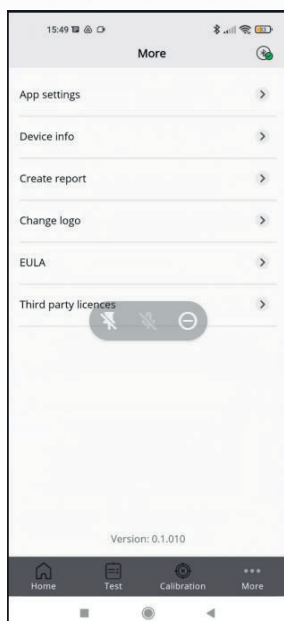 15:49
More
App settings
Device info
Create report
Change logo
EULA
Third party licences
Version: 0.1.010
Home Test Calibration More